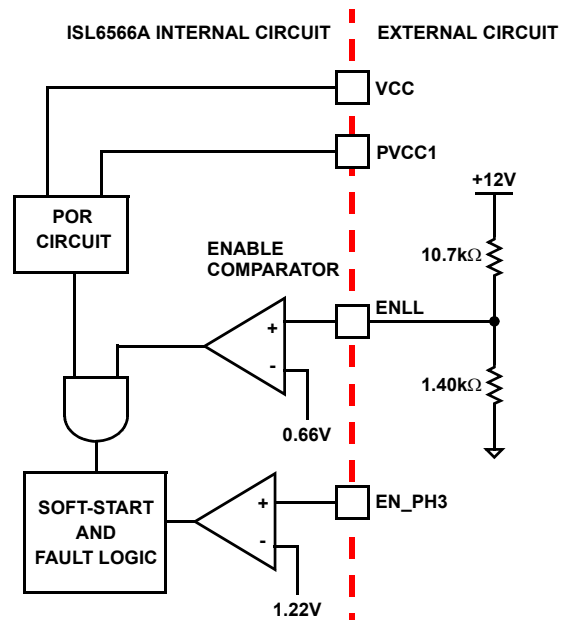 ISL6566A INTERNAL CIRCUIT
EXTERNAL CIRCUIT
VCC
PVCC1
+12V
POR
CIRCUIT
10.7kΩ
ENABLE
COMPARATOR
ENLL
+
-
1.40kΩ
0.66V
SOFT-START
AND
FAULT LOGIC
+
-
EN_PH3
1.22V